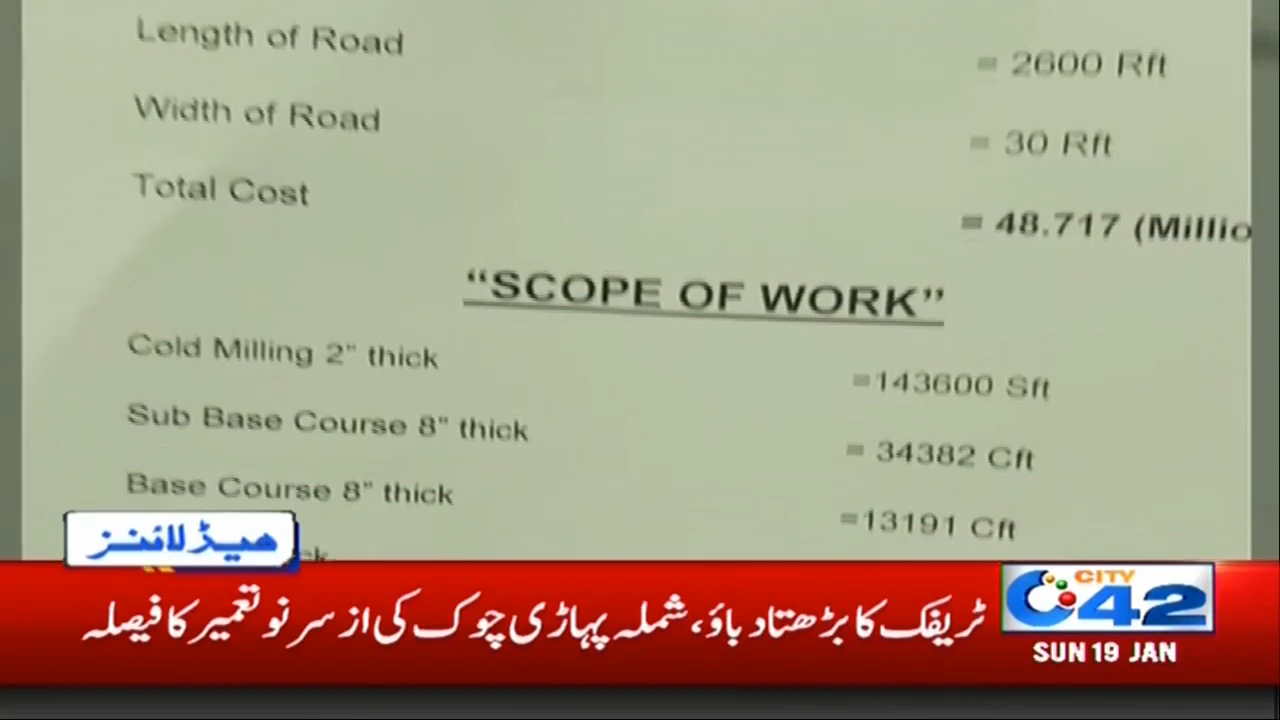 Length of Road = 2600 Rft
Width of Road = 30 Rft
Total Cost = 48.717 (Millio
“SCOPE OF WORK”
Cold Milling 2" thick =143600 Sft
Sub Base Course 8" thick = 34382 Cft
Base Course 8" thick =13191 Cft
ہیڈلائنز
ٹریفک کا بڑھتا دباؤ، شملہ پہاڑی چوک کی از سر نو تعمیر کا فیصلہ
CITY 42
SUN 19 JAN